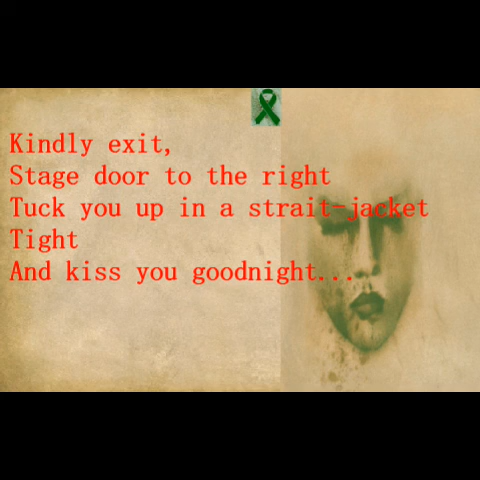 Kindly exit,
Stage door to the right
Tuck you up in a strait-jacket
Tight
And kiss you goodnight...